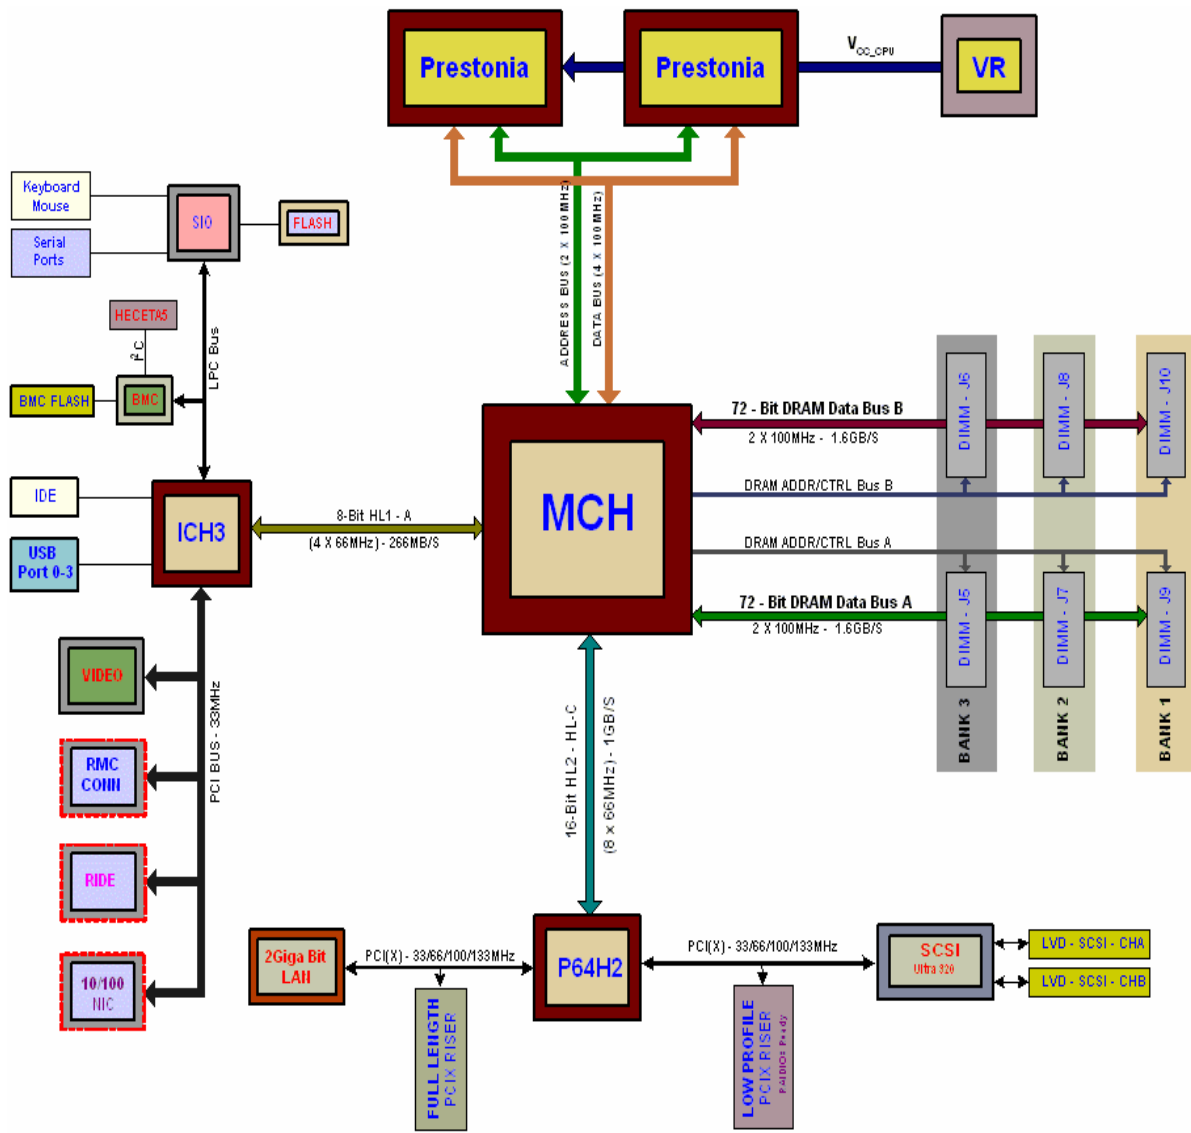 Prestonia
Prestonia
VCC_CPU
VR
Keyboard
Mouse
SIO
FLASH
Serial
Ports
HECETA5
I2C
LPC Bus
BMC FLASH
BMC
ADDRESS BUS (2 X 100MHz)
DATA BUS (4 X 100MHz)
DIMM - J6
DIMM - J8
DIMM - J10
72 - Bit DRAM Data Bus B
2 X 100MHz - 1.6GB/S
DRAM ADDR/CTRL Bus B
IDE
USB
Port 0-3
ICH3
8-Bit HL1 - A
(4 X 66MHz) - 266MB/S
MCH
DRAM ADDR/CTRL Bus A
72 - Bit DRAM Data Bus A
2 X 100MHz - 1.6GB/S
DIMM - J5
DIMM - J7
DIMM - J9
BANK 3
BANK 2
BANK 1
VIDEO
PCI BUS - 33MHz
RMC
CONN
RIDE
10/100
NIC
16-Bit HL2 - HL-C
(8 x 66MHz) - 1GB/S
2Giga Bit
LAN
PCI(X) - 33/66/100/133MHz
P64H2
PCI(X) - 33/66/100/133MHz
SCSI
Ultra 320
LVD - SCSI - CHA
LVD - SCSI - CHB
FULL LENGTH
PCIX RISER
LOW PROFILE
PCIX RISER
Ready